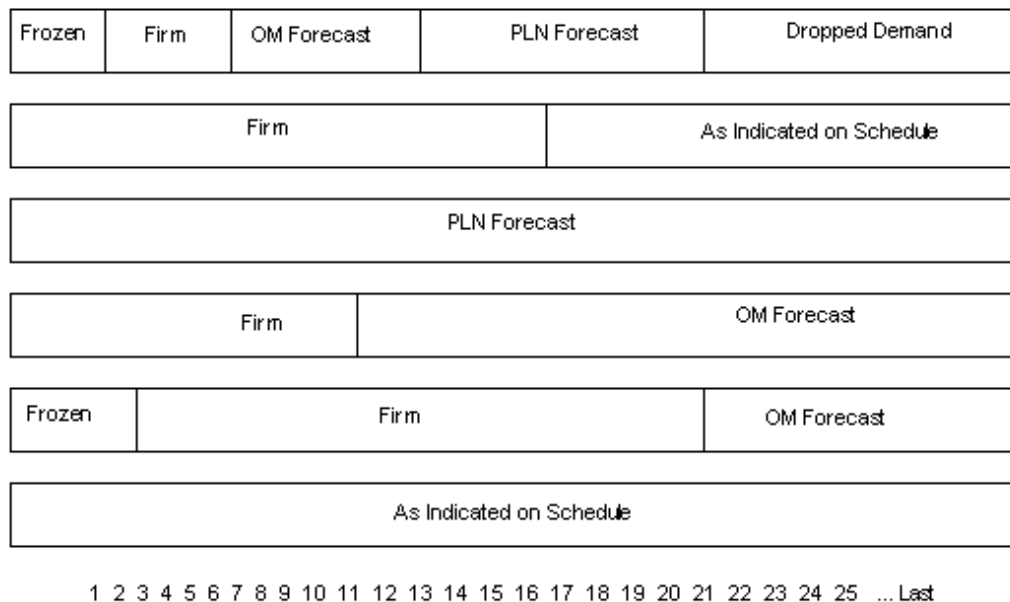 Frozen Firm OM Forecast PLN Forecast Dropped Demand
Firm As Indicated on Schedule
PLN Forecast
Firm OM Forecast
Frozen Firm OM Forecast
As Indicated on Schedule
1 2 3 4 5 6 7 8 9 10 11 12 13 14 15 16 17 18 19 20 21 22 23 24 25 ... Last